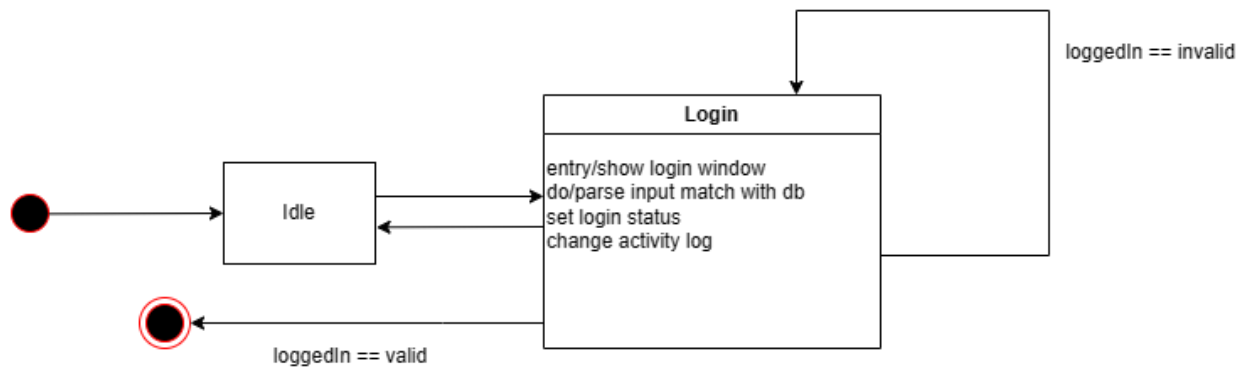 loggedIn == invalid
Login
entry/show login window
do/parse input match with db
set login status
change activity log
Idle
loggedIn == valid